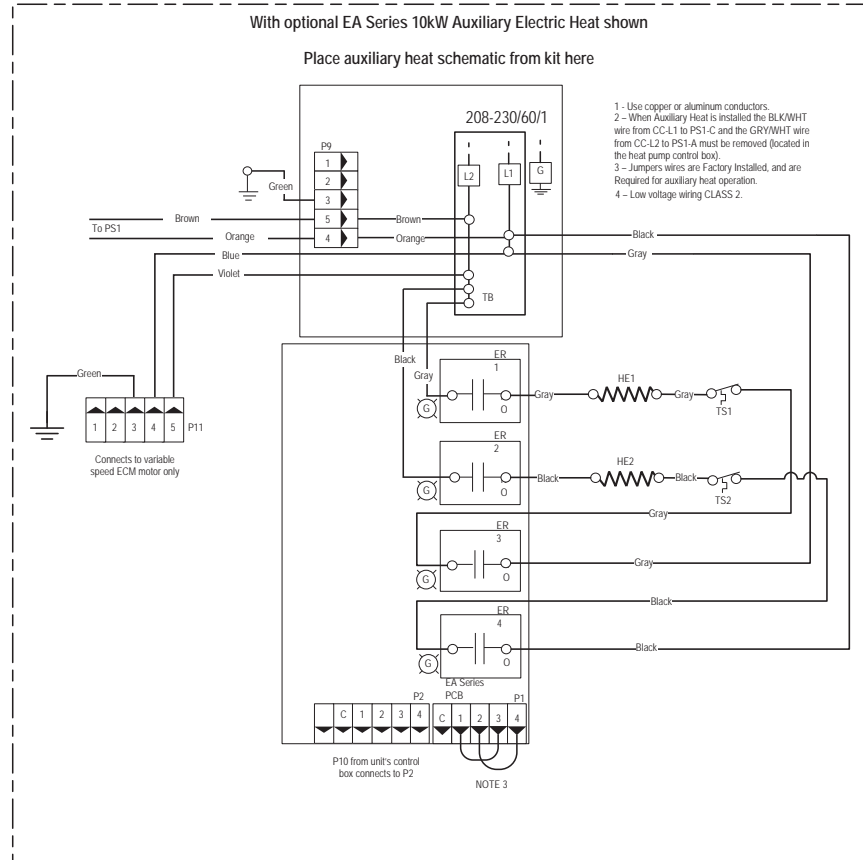 With optional EA Series 10kW Auxiliary Electric Heat shown
Place auxiliary heat schematic from kit here
208-230/60/1
1 - Use copper or aluminum conductors.
2 – When Auxiliary Heat is installed the BLK/WHT
wire from CC-L1 to PS1-C and the GRY/WHT wire
from CC-L2 to PS1-A must be removed (located in
the heat pump control box).
3 – Jumpers wires are Factory Installed, and are
Required for auxiliary heat operation.
4 – Low voltage wiring CLASS 2.
P9
1
2
3
5
4
L2
L1
G
Green
To PS1
Brown
Brown
Orange
Orange
Black
Blue
Gray
Violet
TB
Black
Gray
ER
1
G
O
Gray
HE1
Gray
TS1
Green
1
2
3
4
5
P11
Connects to variable
speed ECM motor only
ER
2
G
O
Black
HE2
Black
TS2
Gray
ER
3
G
O
Gray
Black
ER
4
G
O
Black
EA Series
PCB
P2
P1
C
1
2
3
4
C
1
2
3
4
P10 from unit's control
box connects to P2
NOTE 3